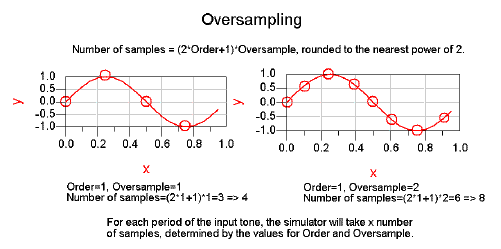 Oversampling
Number of samples = (2*Order+1)*Oversample, rounded to the nearest power of 2.
1.0
0.5
0.0
-0.5
-1.0
y
0.0 0.2 0.4 0.6 0.8 1.0
x
Order=1, Oversample=1
Number of samples=(2*1+1)*1=3 => 4
1.0
0.5
0.0
-0.5
-1.0
y
0.0 0.2 0.4 0.6 0.8 1.0
x
Order=1, Oversample=2
Number of samples=(2*1+1)*2=6 => 8
For each period of the input tone, the simulator will take x number
of samples, determined by the values for Order and Oversample.